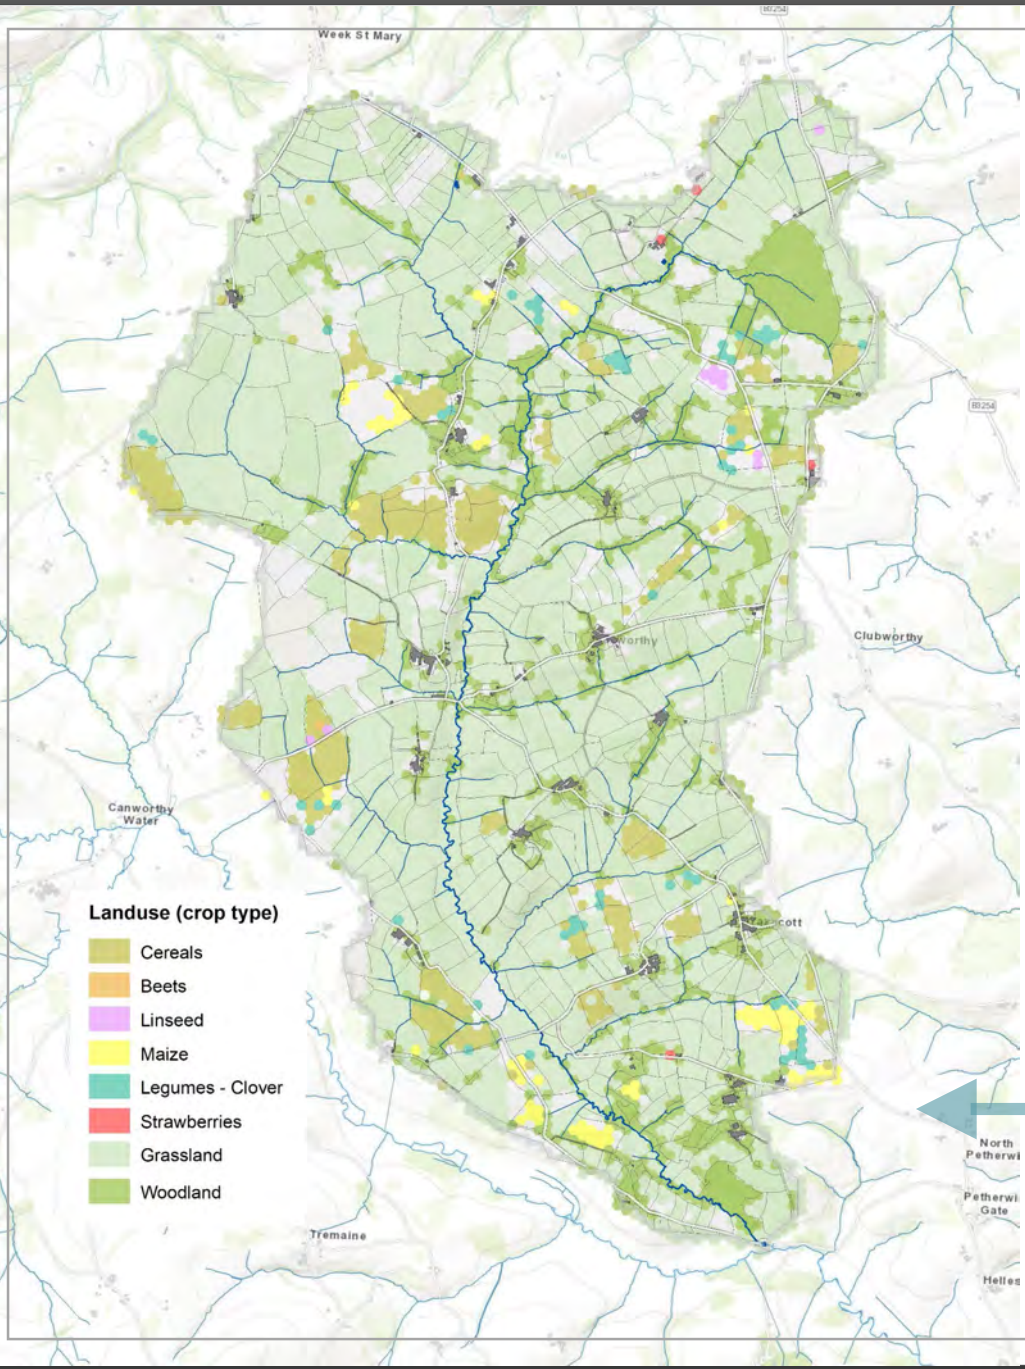 B3254
Week St Mary
B3254
Clubworthy
Canworthy
Water
Landuse (crop type)
Cereals
Beets
Linseed
Maize
Legumes - Clover
Strawberries
Grassland
Woodland
North
Petherwi
Petherwi
Gate
Tremaine
Helles